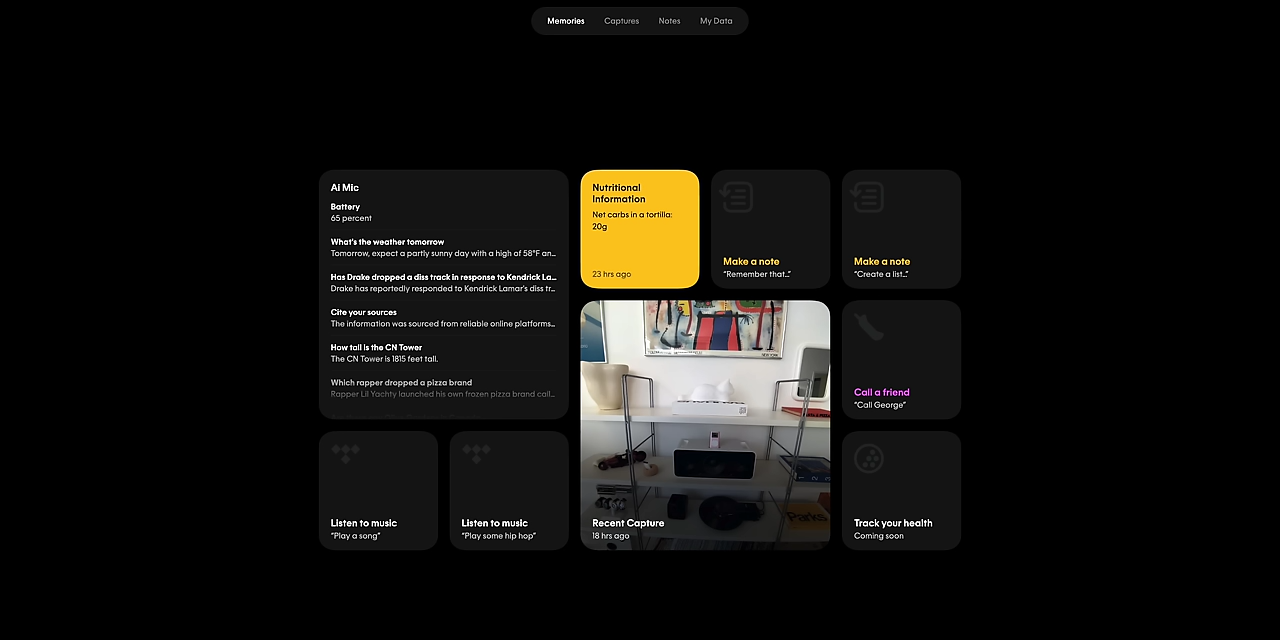 Memories
Captures
Notes
My Data
Ai Mic
Battery
65 percent
What's the weather tomorrow
Tomorrow, expect a partly sunny day with a high of 58°F an...
Has Drake dropped a diss track in response to Kendrick La...
Drake has reportedly responded to Kendrick Lamar's diss tr...
Cite your sources
The information was sourced from reliable online platforms...
How tall is the CN Tower
The CN Tower is 1815 feet tall.
Which rapper dropped a pizza brand
Rapper Lil Yachty launched his own frozen pizza brand call...
Nutritional
Information
Net carbs in a tortilla:
20g
23 hrs ago
Make a note
“Remember that...”
Make a note
“Create a list...”
NEW YORK
Call a friend
“Call George”
Listen to music
“Play a song”
Listen to music
“Play some hip hop”
Parks
Recent Capture
18 hrs ago
Track your health
Coming soon